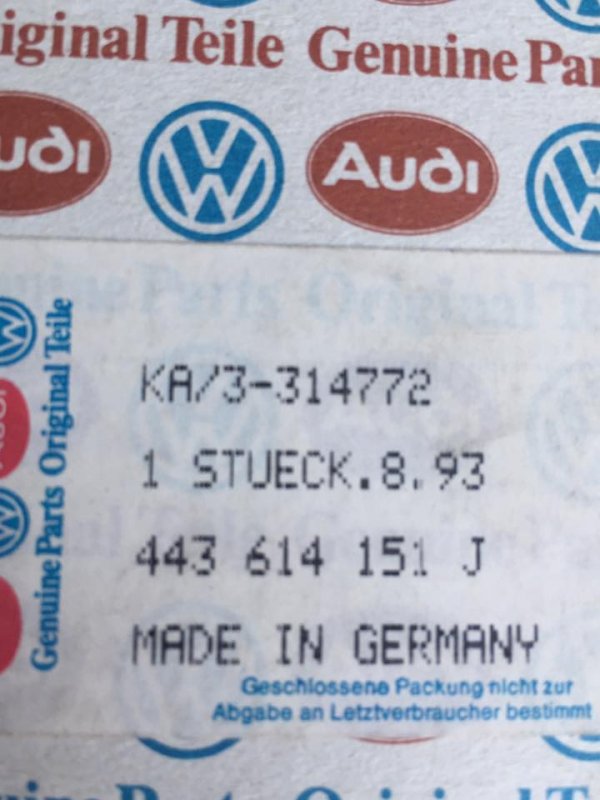 iginal Teile Genuine Par
udi
Audi
Genuine Parts Original Teile
KA/3-314772
1 STUECK.8.93
443 614 151 J
MADE IN GERMANY
Geschlossene Packung nicht zur
Abgabe an Letztverbraucher bestimmt